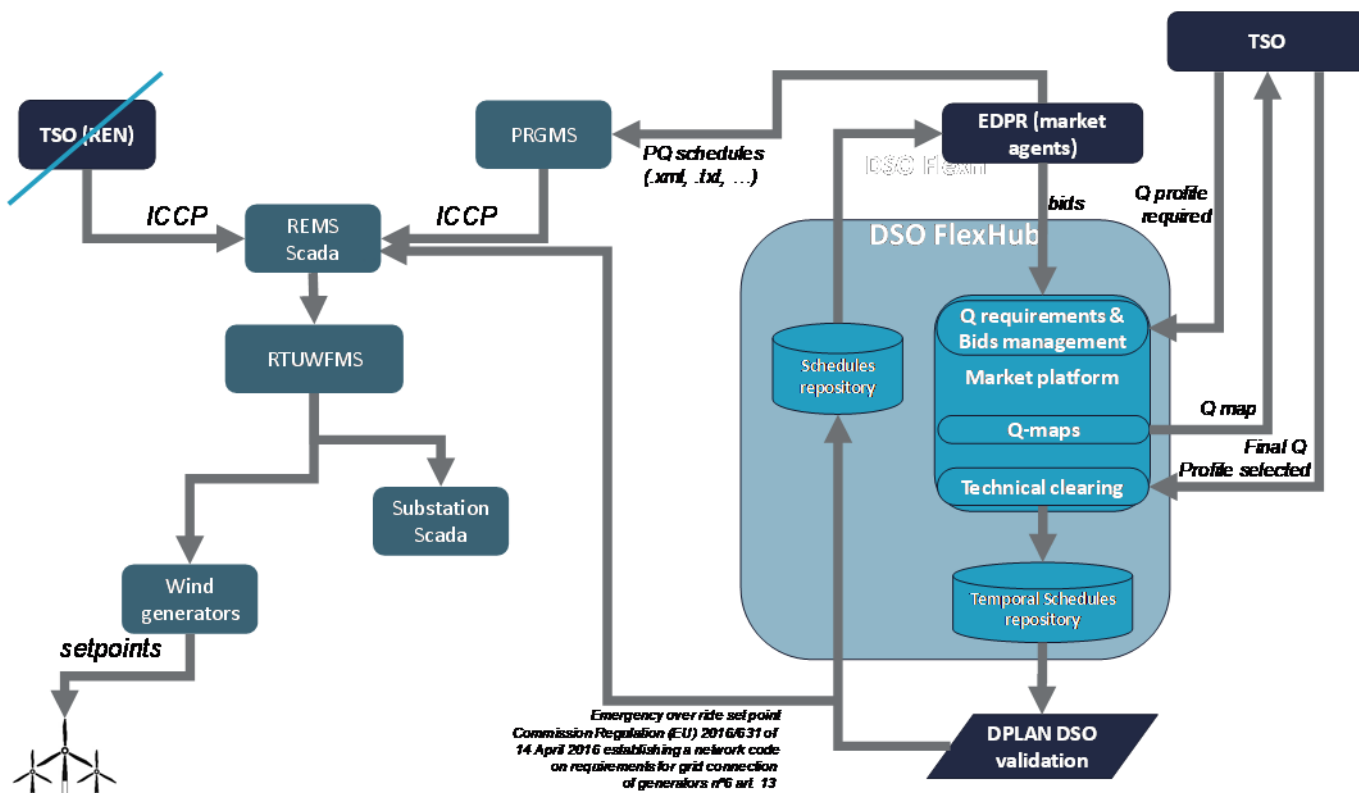 TSO
TSO (REN)
PRGMS
EDPR (market
agents)
PQ schedules
(.xml, .txt, ...)
DSO FlexH
ICCP
ICCP
bids
Q profile
required
REMS
Scada
DSO FlexHub
Q requirements &
Bids management
RTUWFMS
Schedules
repository
Market platform
Q map
Q-maps
Final Q
Profile selected
Technical clearing
Substation
Scada
Wind
generators
Temporal Schedules
repository
setpoints
Emergency over ride set point
Commission Regulation (EU) 2016/631 of
14 April 2016 establishing a network code
on requirements for grid connection
of generators nº6 art. 13
DPLAN DSO
validation